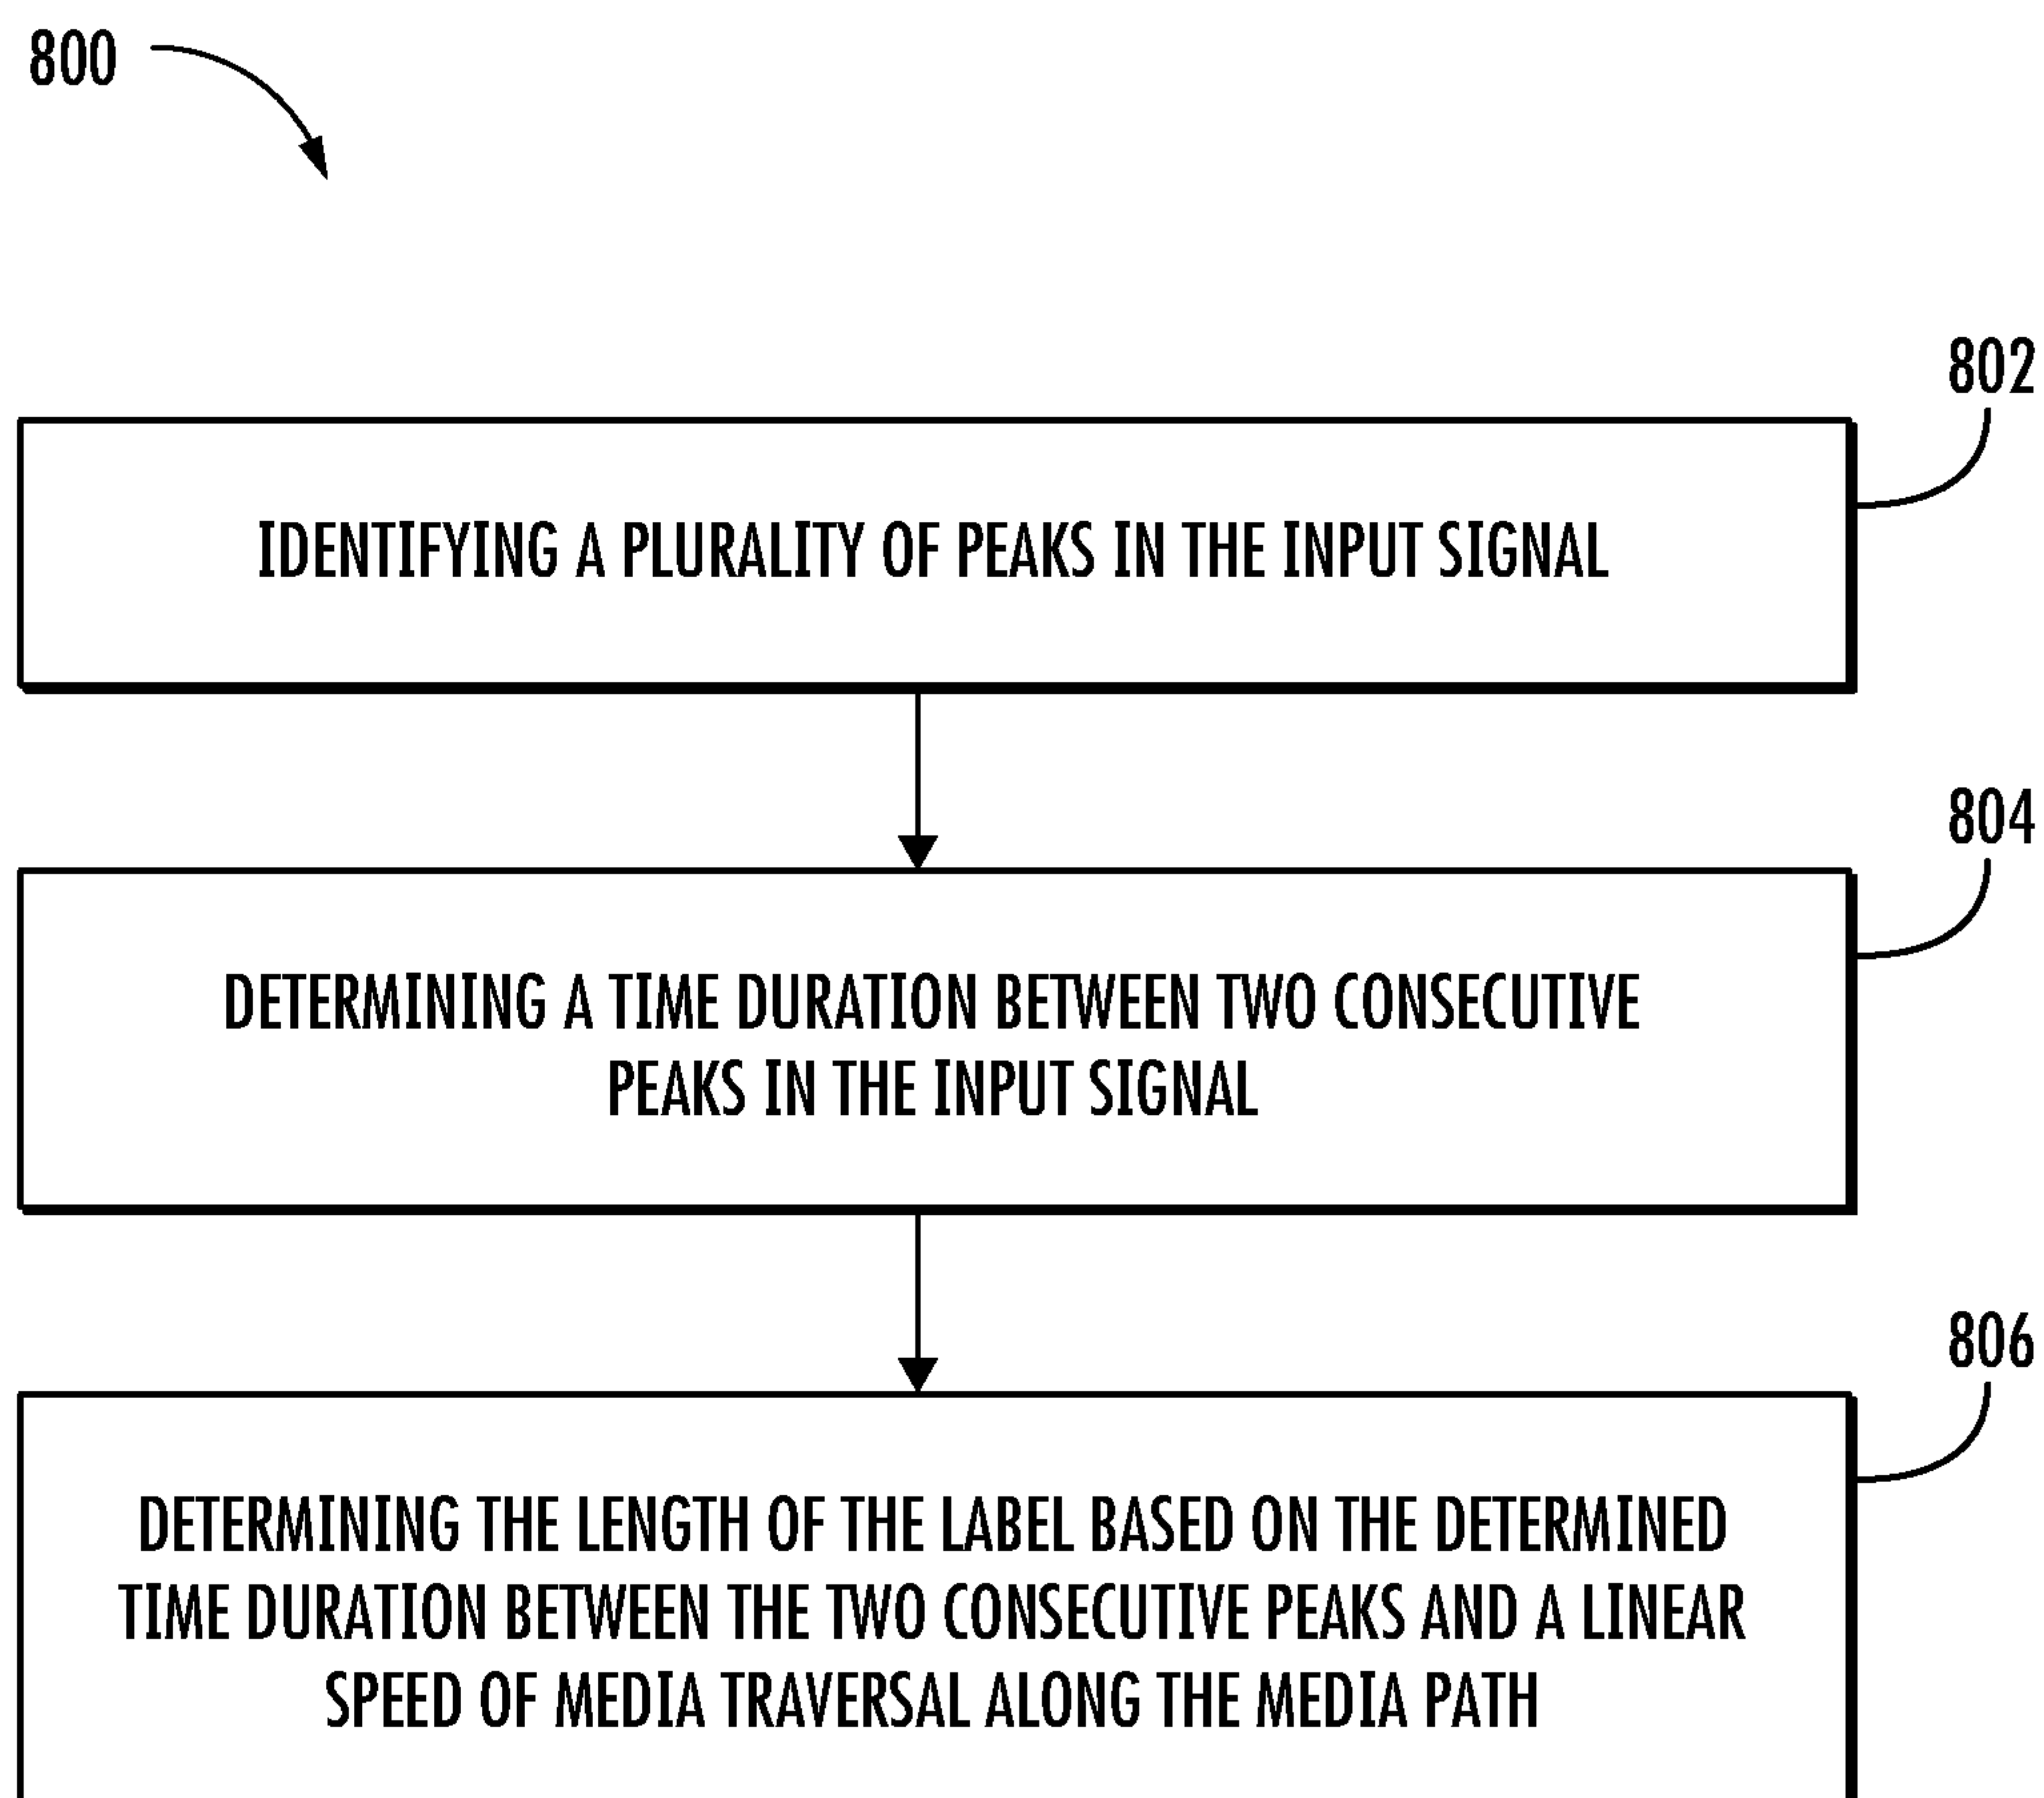 800
802
IDENTIFYING A PLURALITY OF PEAKS IN THE INPUT SIGNAL
804
DETERMINING A TIME DURATION BETWEEN TWO CONSECUTIVE
PEAKS IN THE INPUT SIGNAL
806
DETERMINING THE LENGTH OF THE LABEL BASED ON THE DETERMINED
TIME DURATION BETWEEN THE TWO CONSECUTIVE PEAKS AND A LINEAR
SPEED OF MEDIA TRAVERSAL ALONG THE MEDIA PATH